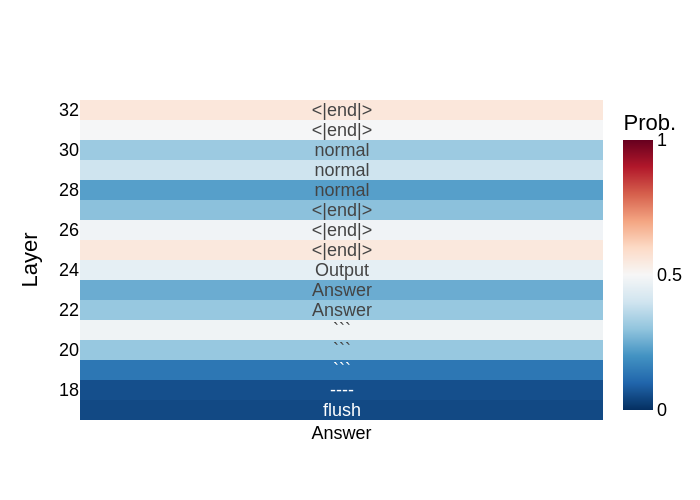 32
<|end|>
<|end|>
30
normal
normal
28
normal
<|end|>
26
<|end|>
<|end|>
24
Output
Answer
22
Answer
```
20
```
```
18
----
flush
Answer
Layer
Prob.
1
0.5
0